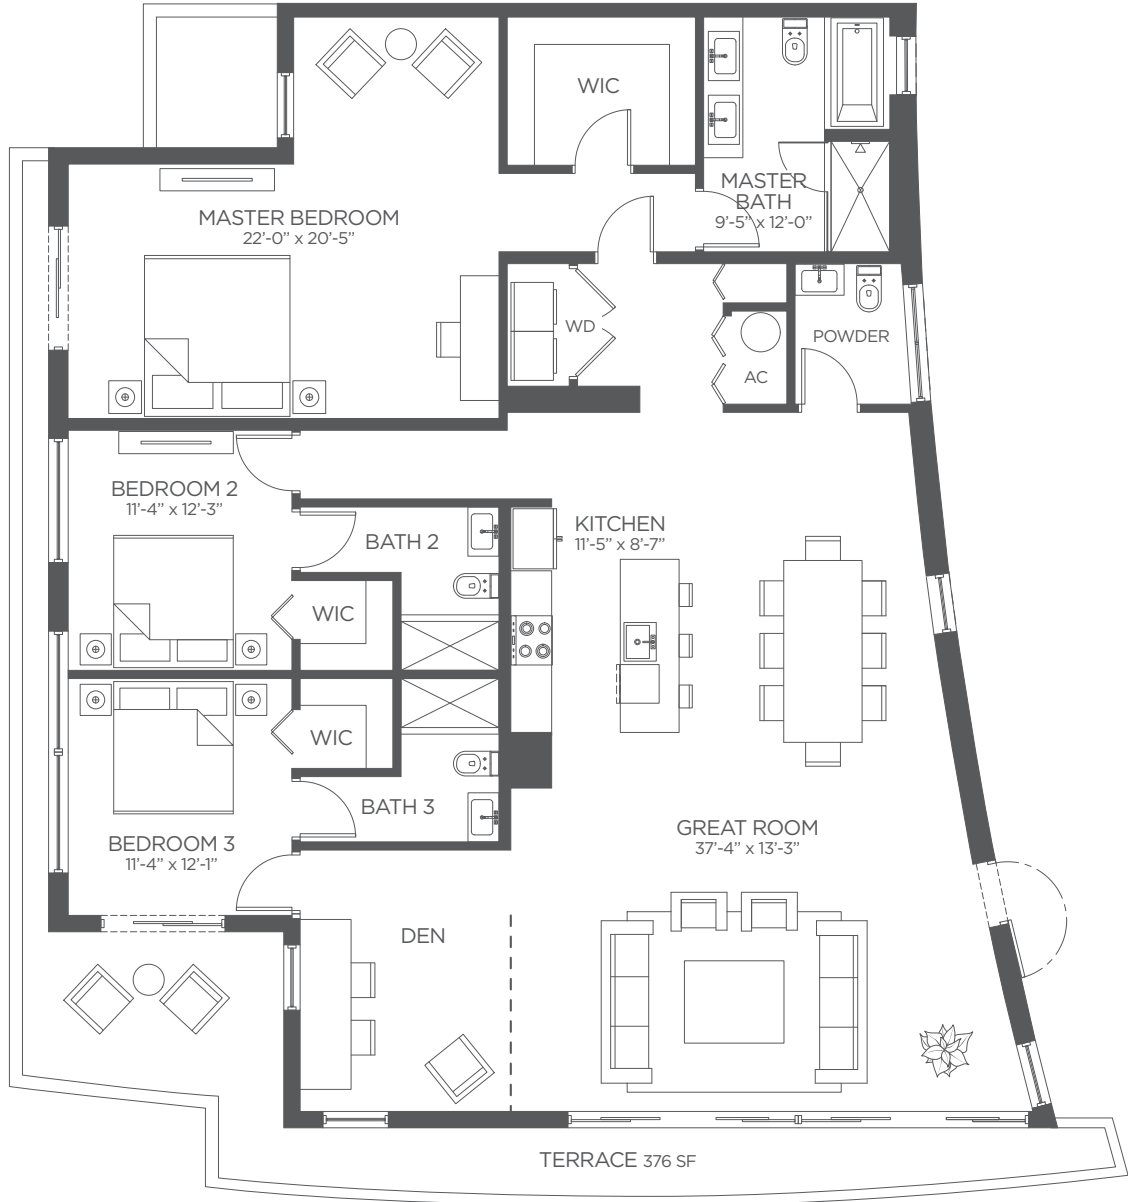 WIC
MASTER
BATH
9'-5” x 12'-0”
MASTER BEDROOM
22'-0” x 20'-5”
WD
POWDER
AC
BEDROOM 2
11'-4” x 12'-3”
BATH 2
KITCHEN
11'-5” x 8'-7”
WIC
WIC
BATH 3
BEDROOM 3
11'-4” x 12'-1”
GREAT ROOM
37'-4” x 13'-3”
DEN
TERRACE 376 SF